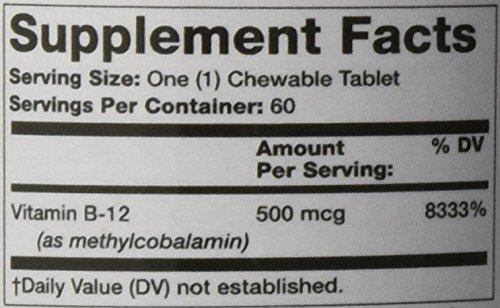 Supplement Facts
Serving Size: One (1) Chewable Tablet
Servings Per Container: 60
Amount Per Serving: % DV
Vitamin B-12 500 mcg 8333%
(as methylcobalamin)
†Daily Value (DV) not established.